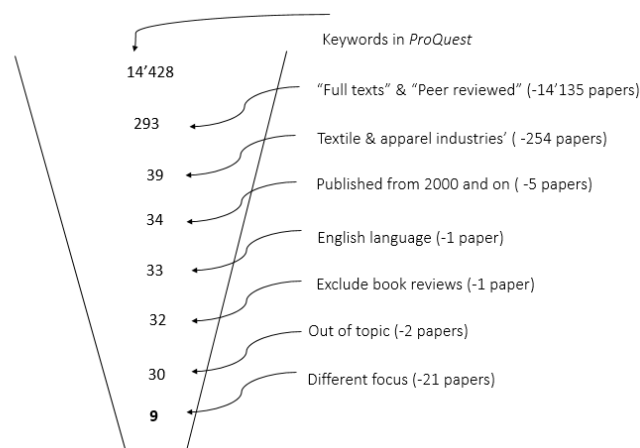 Keywords in ProQuest
14’428
“Full texts” & “Peer reviewed” (-14’135 papers)
293
Textile & apparel industries’ ( -254 papers)
39
Published from 2000 and on ( -5 papers)
34
English language (-1 paper)
33
Exclude book reviews (-1 paper)
32
Out of topic (-2 papers)
30
Different focus (-21 papers)
9